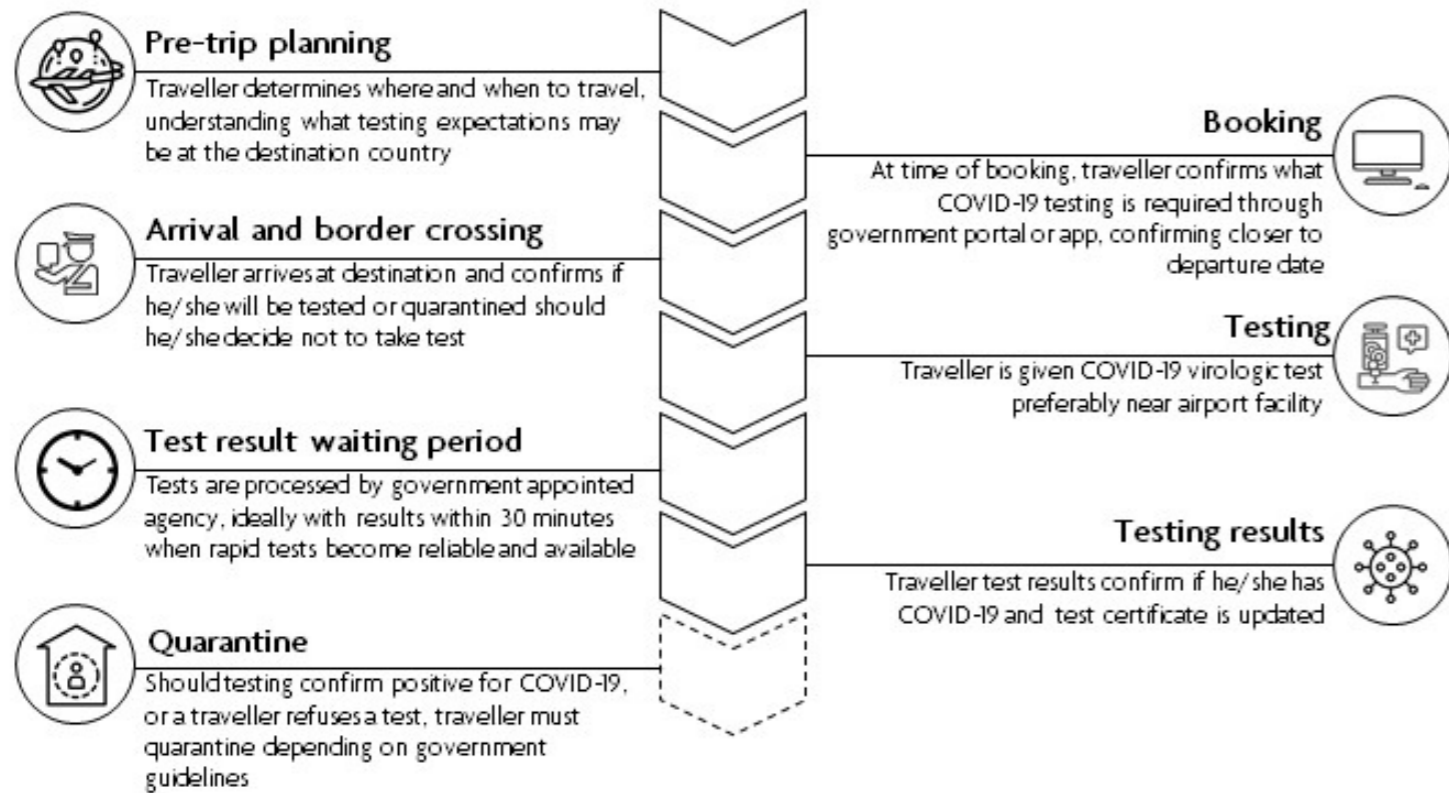 Pre-trip planning
Traveller determines where and when to travel,
understanding what testing expectations may
be at the destination country
Booking
At time of booking, traveller confirms what
COVID-19 testing is required through
government portal or app, confirming closer to
departure date
Arrival and border crossing
Traveller arrives at destination and confirms if
he/she will be tested or quarantined should
he/she decide not to take test
Testing
Traveller is given COVID-19 virologic test
preferably near airport facility
Test result waiting period
Tests are processed by government appointed
agency, ideally with results within 30 minutes
when rapid tests become reliable and available
Testing results
Traveller test results confirm if he/she has
COVID-19 and test certificate is updated
Quarantine
Should testing confirm positive for COVID-19,
or a traveller refuses a test, traveller must
quarantine depending on government
guidelines